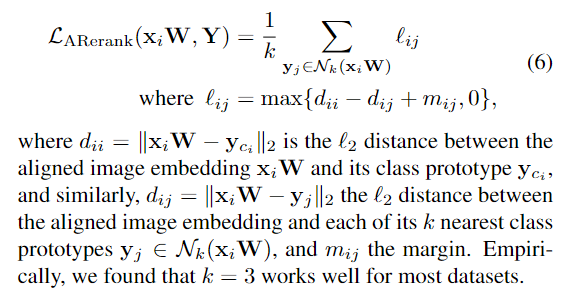 ℒ_ARerank(x_i W, Y) = 1/k ∑_{y_j ∈ 𝒩_k(x_i W)} ℓ_ij (6)
where ℓ_ij = max{d_ii − d_ij + m_ij, 0},
where d_ii = ‖x_i W − y_{c_i}‖_2 is the ℓ_2 distance between the
aligned image embedding x_i W and its class prototype y_{c_i},
and similarly, d_ij = ‖x_i W − y_j‖_2 the ℓ_2 distance between
the aligned image embedding and each of its k nearest class
prototypes y_j ∈ 𝒩_k(x_i W), and m_ij the margin. Empiri-
cally, we found that k = 3 works well for most datasets.